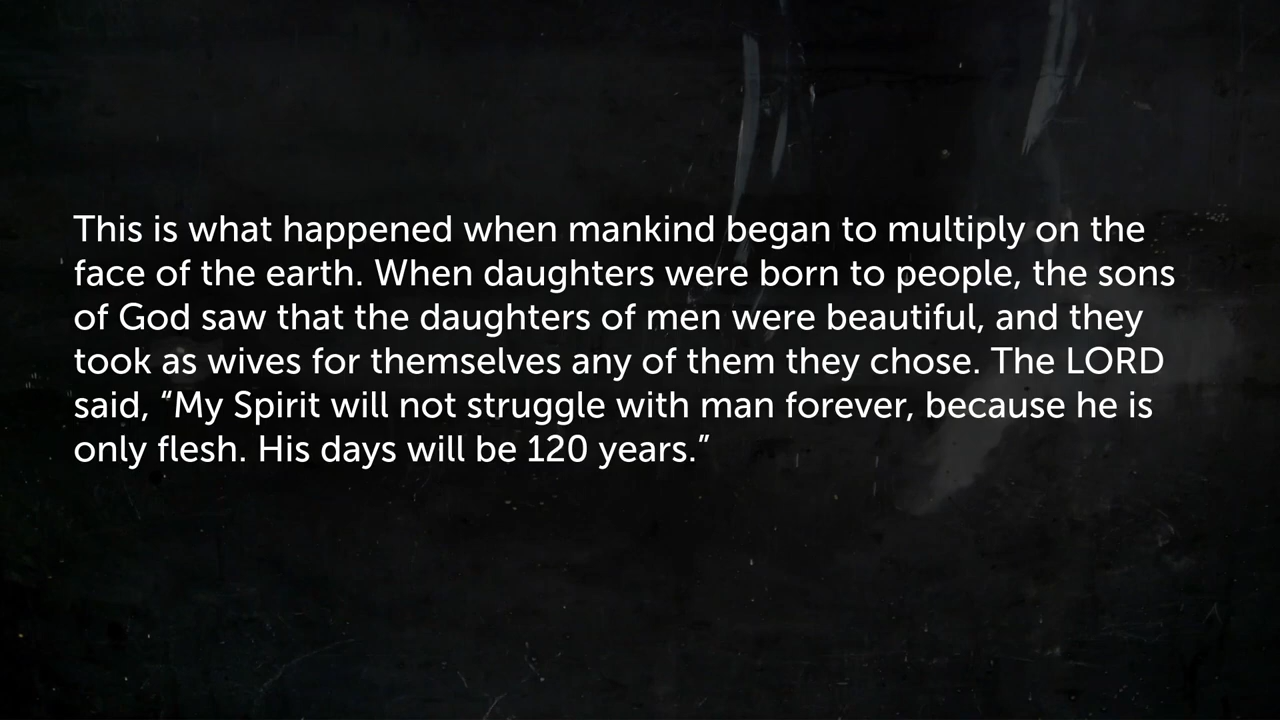 This is what happened when mankind began to multiply on the
face of the earth. When daughters were born to people, the sons
of God saw that the daughters of men were beautiful, and they
took as wives for themselves any of them they chose. The LORD
said, “My Spirit will not struggle with man forever, because he is
only flesh. His days will be 120 years.”